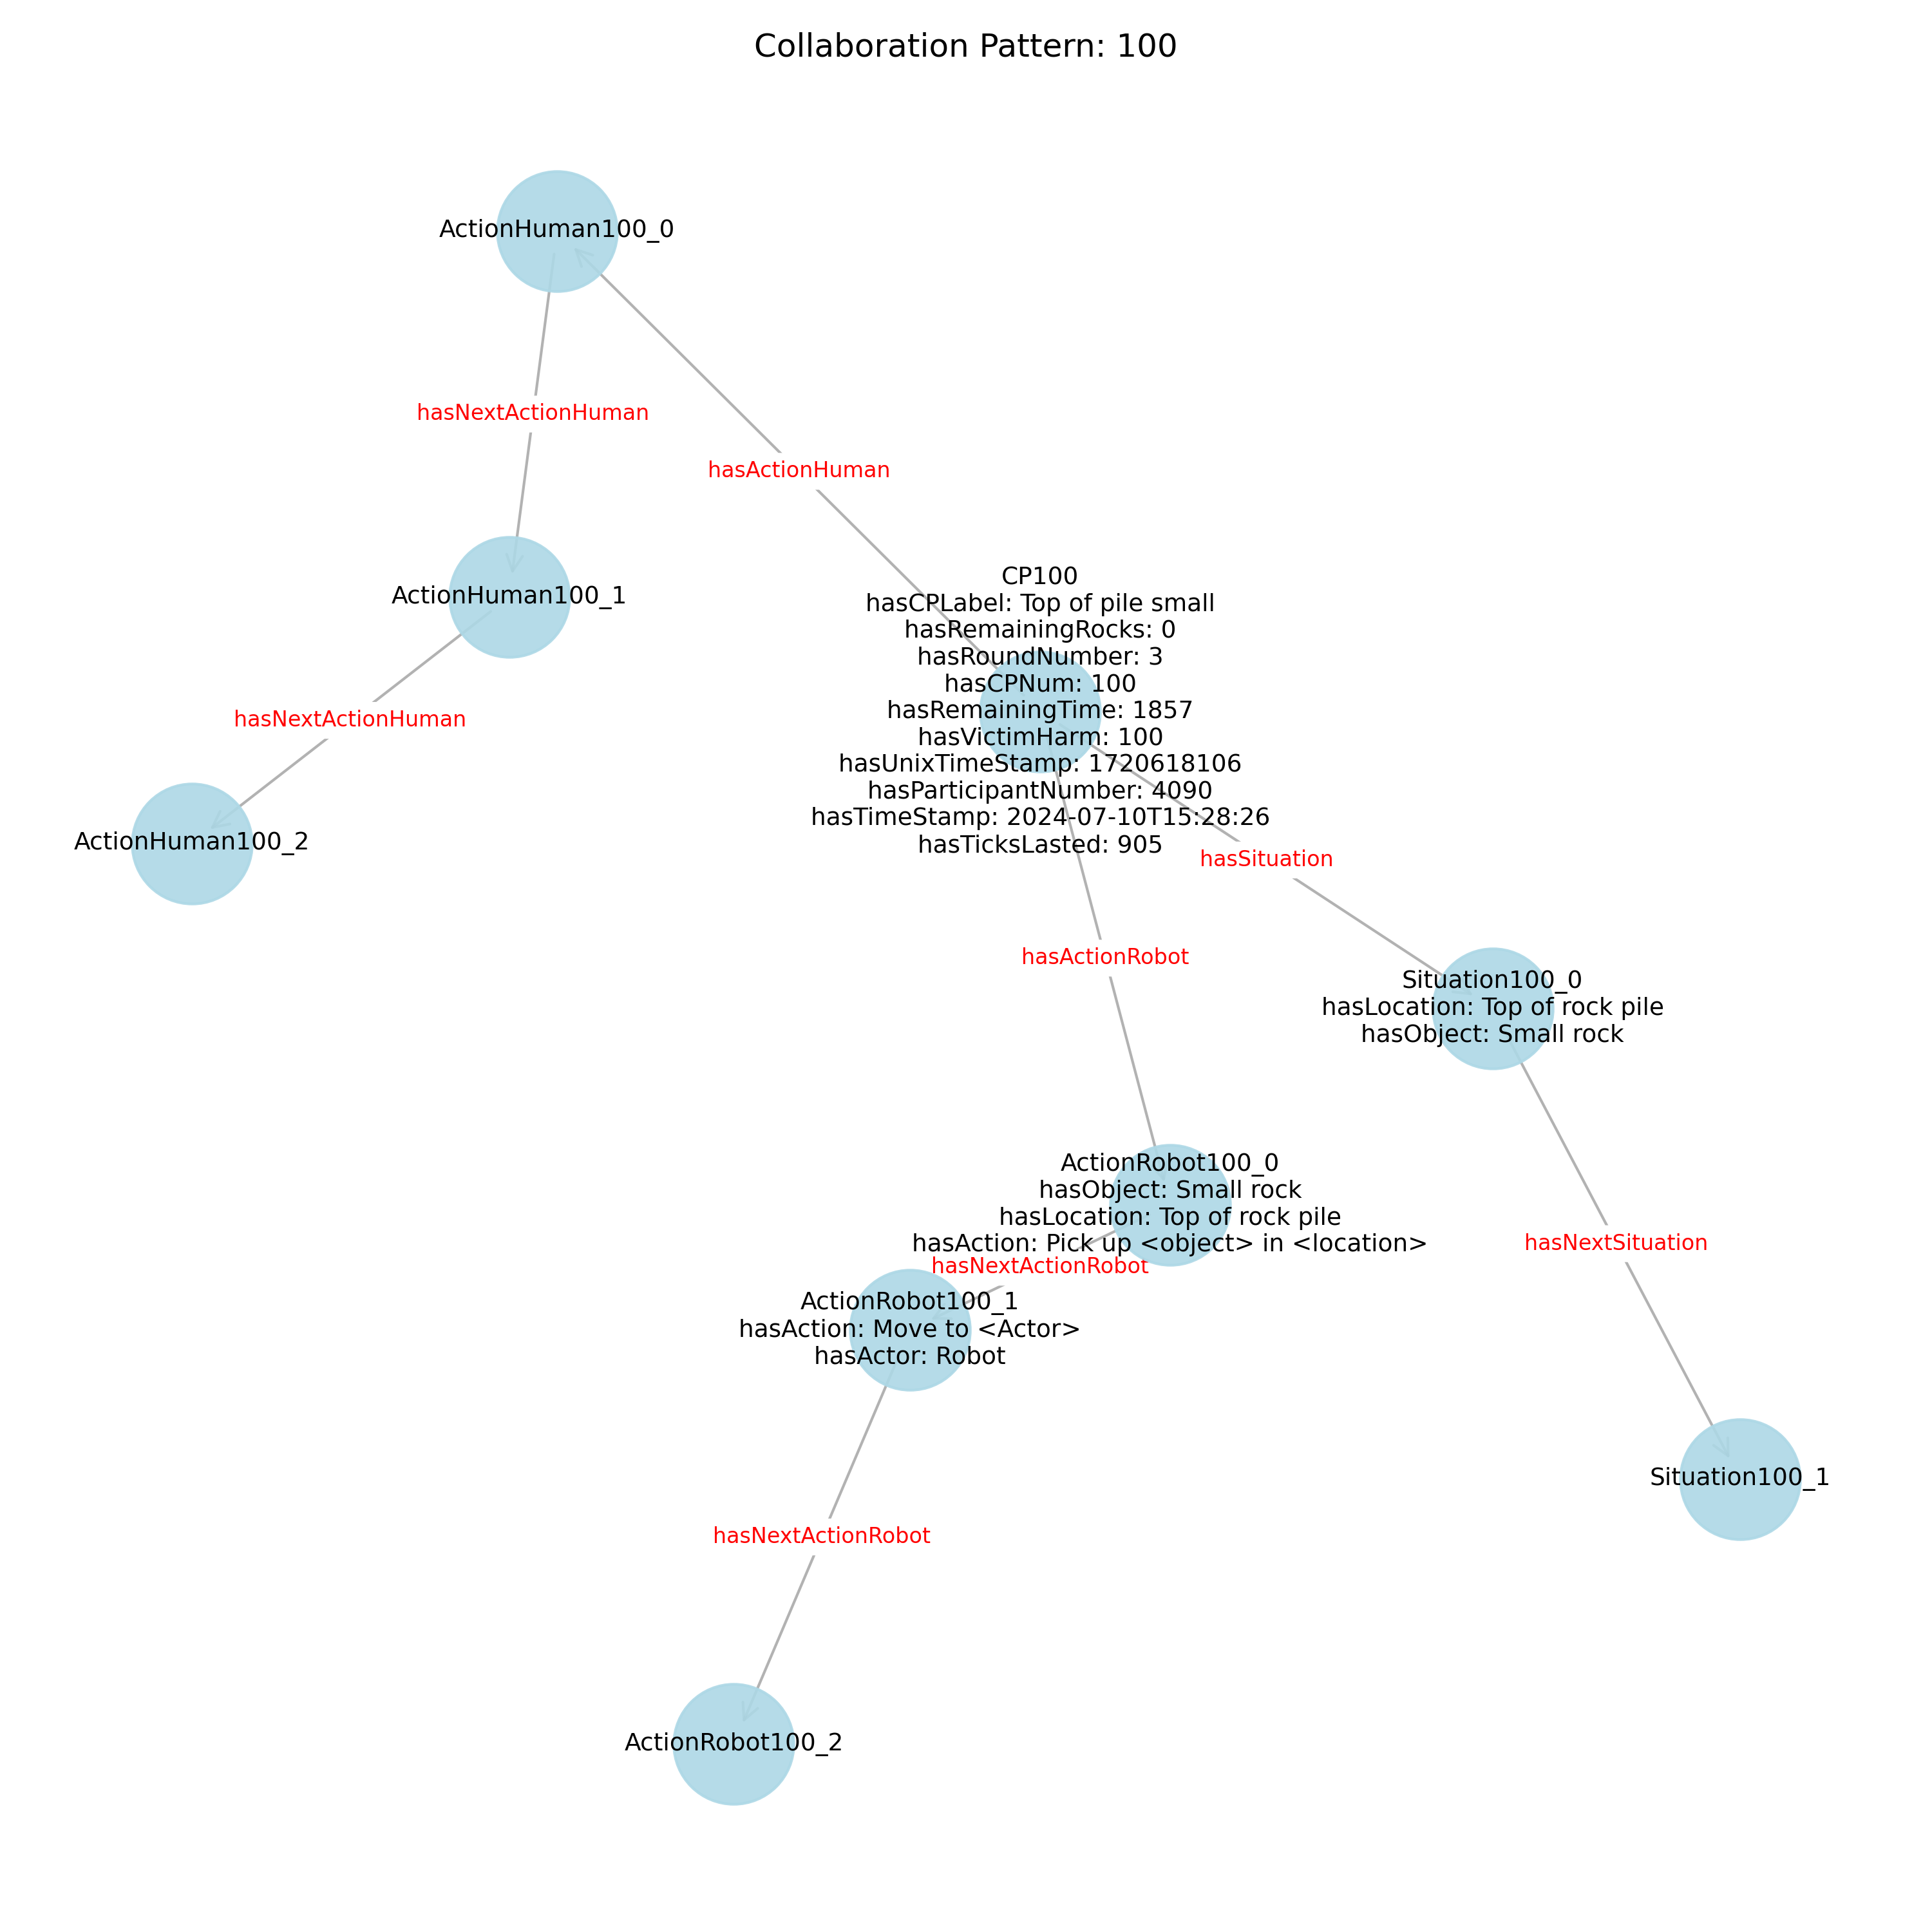 Collaboration Pattern: 100
ActionHuman100_0
hasNextActionHuman
hasActionHuman
ActionHuman100_1
CP100
hasCPLabel: Top of pile small
hasRemainingRocks: 0
hasRoundNumber: 3
hasCPNum: 100
hasRemainingTime: 1857
hasVictimHarm: 100
hasUnixTimeStamp: 1720618106
hasParticipantNumber: 4090
hasTimeStamp: 2024-07-10T15:28:26
hasTicksLasted: 905
hasNextActionHuman
ActionHuman100_2
hasSituation
hasActionRobot
Situation100_0
hasLocation: Top of rock pile
hasObject: Small rock
ActionRobot100_0
hasObject: Small rock
hasLocation: Top of rock pile
hasAction: Pick up <object> in <location>
hasNextSituation
hasNextActionRobot
ActionRobot100_1
hasAction: Move to <Actor>
hasActor: Robot
Situation100_1
hasNextActionRobot
ActionRobot100_2